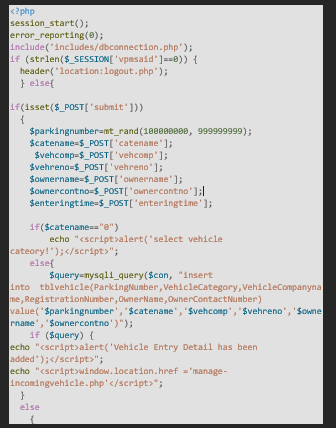 <?php
session_start();
error_reporting(0);
include('includes/dbconnection.php');
if (strlen($_SESSION['vpmsaid']==0)) {
header('location:logout.php');
} else{
if(isset($_POST['submit']))
{
$parkingnumber=mt_rand(100000000, 999999999);
$catename=$_POST['catename'];
$vehcomp=$_POST['vehcomp'];
$vehreno=$_POST['vehreno'];
$ownername=$_POST['ownername'];
$ownercontno=$_POST['ownercontno'];
$enteringtime=$_POST['enteringtime'];
if($catename=="0")
echo "<script>alert('select vehicle
cateory!');</script>";
else{
$query=mysqli_query($con, "insert
into tblvehicle(ParkingNumber,VehicleCategory,VehicleCompanyna
me,RegistrationNumber,OwnerName,OwnerContactNumber)
value('$parkingnumber','$catename','$vehcomp','$vehreno','$owne
rname','$ownercontno')");
if ($query) {
echo "<script>alert('Vehicle Entry Detail has been
added');</script>";
echo "<script>window.location.href ='manage-
incomingvehicle.php'</script>";
}
else
{